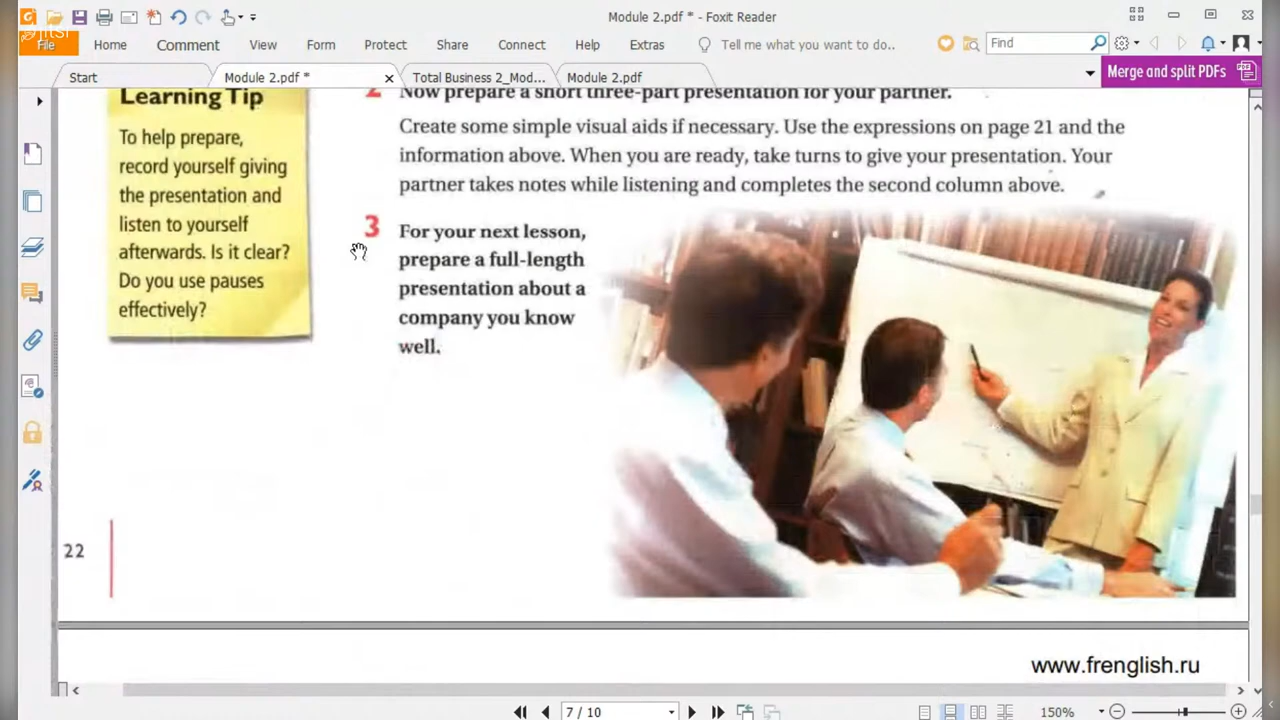 Module 2.pdf * - Foxit Reader
Jitsi
File Home Comment View Form Protect Share Connect Help Extras Tell me what you want to do.. Find
Start Module 2.pdf * Total Business 2_Mod... Module 2.pdf Merge and split PDFs
Learning Tip
To help prepare,
record yourself giving
the presentation and
listen to yourself
afterwards. Is it clear?
Do you use pauses
effectively?
2 Now prepare a short three-part presentation for your partner.
Create some simple visual aids if necessary. Use the expressions on page 21 and the
information above. When you are ready, take turns to give your presentation. Your
partner takes notes while listening and completes the second column above.
3 For your next lesson,
prepare a full-length
presentation about a
company you know
well.
22
www.frenglish.ru
7 / 10 150%